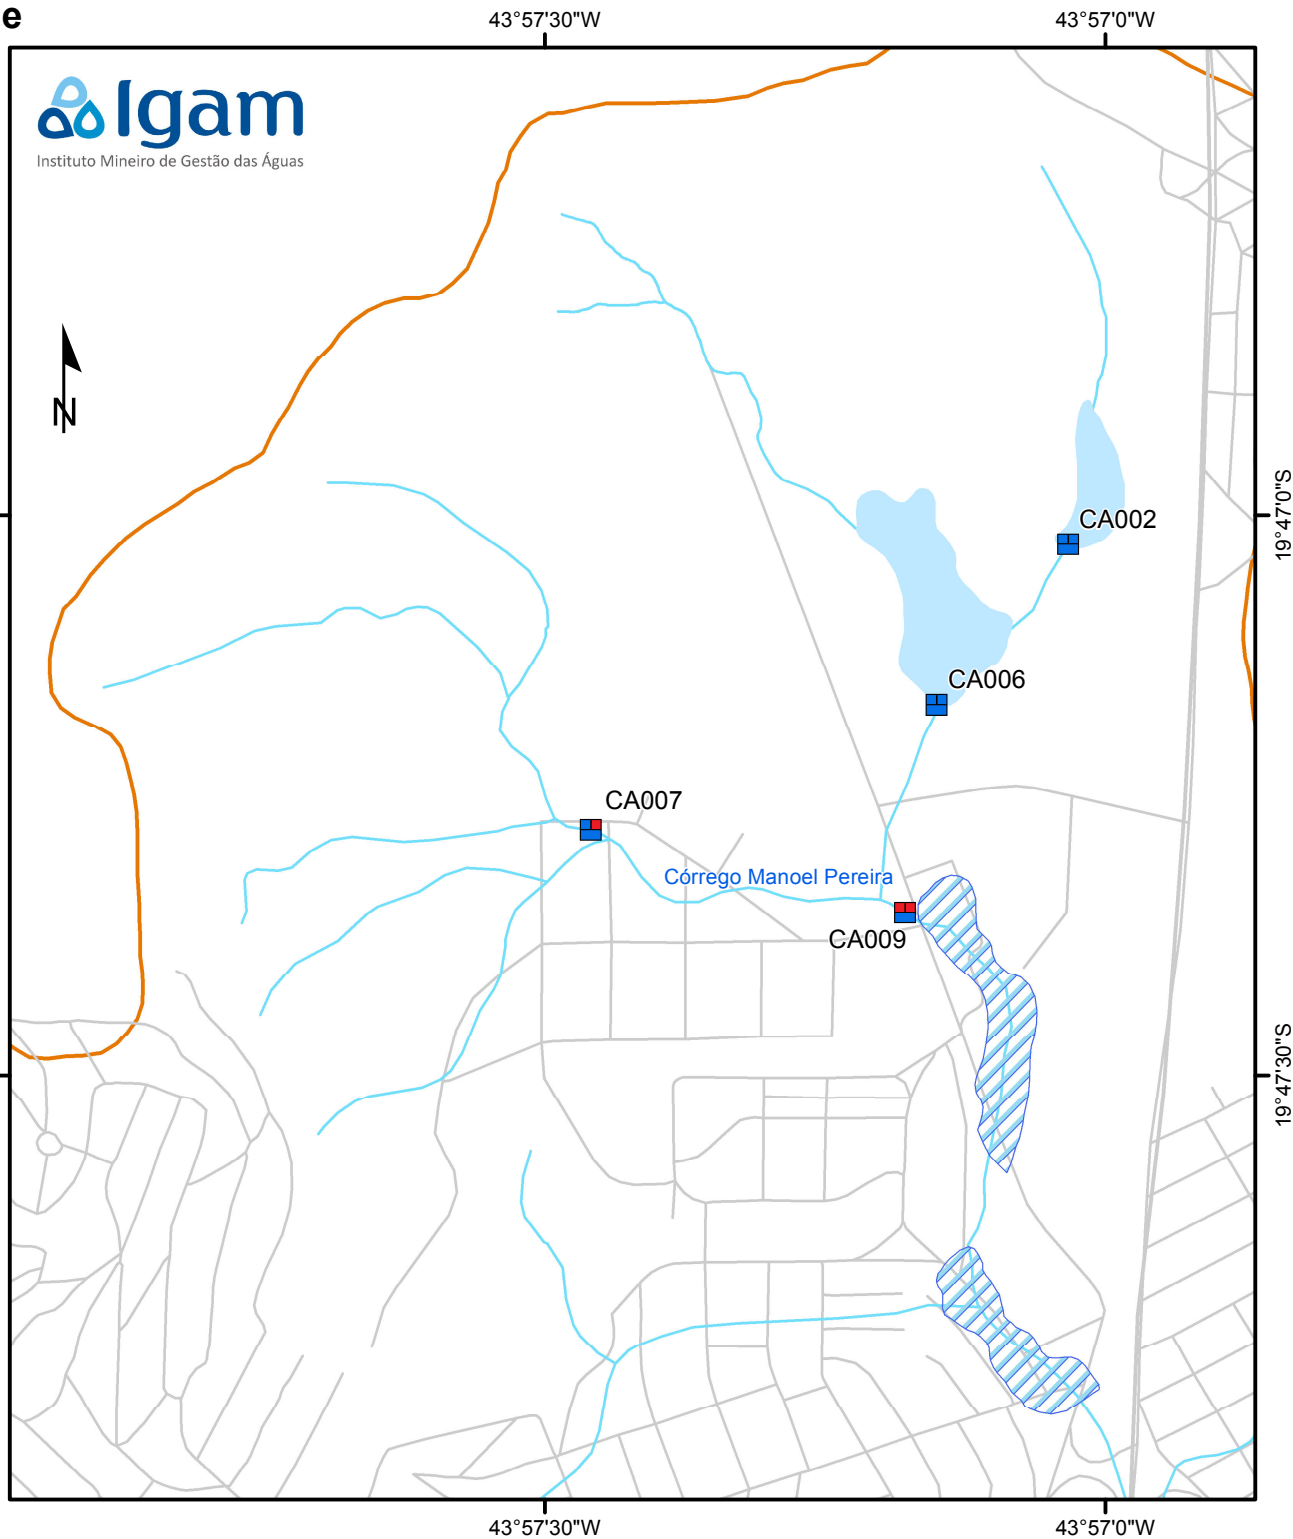 e
43°57'30"W
43°57'0"W
Igam
Instituto Mineiro de Gestão das Águas
N
19°47'0"S
CA002
CA006
CA007
Córrego Manoel Pereira
CA009
19°47'30"S
43°57'30"W
43°57'0"W